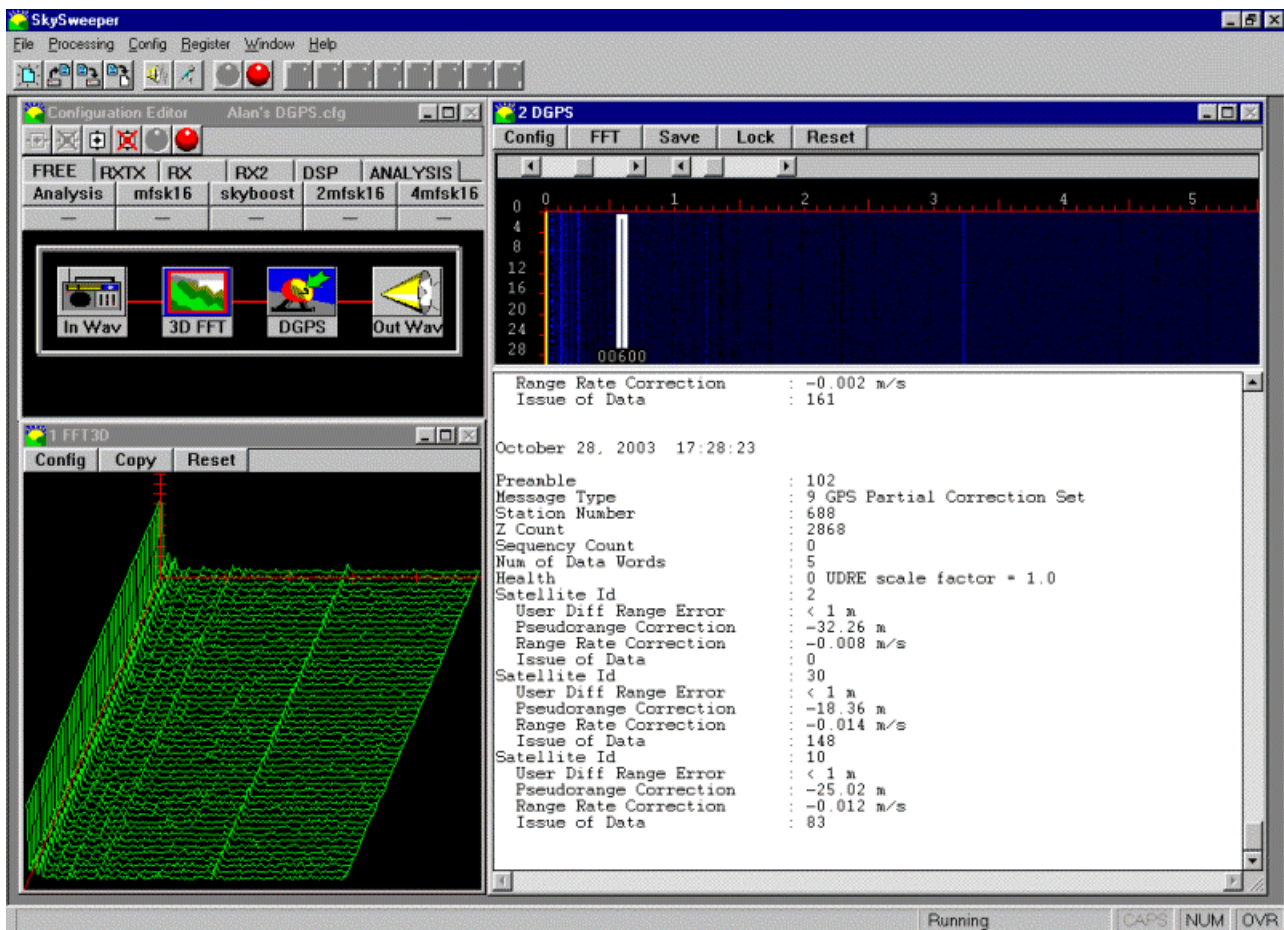 SkySweeper
File Processing Config Register Window Help
Configuration Editor Alan's DGPS.cfg
FREE RXTX RX RX2 DSP ANALYSIS
Analysis mfsk16 skyboost 2mfsk16 4mfsk16
In Wav 3D FFT DGPS Out Wav
1 FFT3D
Config Copy Reset
2 DGPS
Config FFT Save Lock Reset
0 1 2 3 4 5
0
4
8
12
16
20
24
28
00600
Range Rate Correction : -0.002 m/s
Issue of Data : 161
October 28, 2003 17:28:23
Preamble : 102
Message Type : 9 GPS Partial Correction Set
Station Number : 688
Z Count : 2868
Sequency Count : 0
Num of Data Words : 5
Health : 0 UDRE scale factor = 1.0
Satellite Id : 2
User Diff Range Error : < 1 m
Pseudorange Correction : -32.26 m
Range Rate Correction : -0.008 m/s
Issue of Data : 0
Satellite Id : 30
User Diff Range Error : < 1 m
Pseudorange Correction : -18.36 m
Range Rate Correction : -0.014 m/s
Issue of Data : 148
Satellite Id : 10
User Diff Range Error : < 1 m
Pseudorange Correction : -25.02 m
Range Rate Correction : -0.012 m/s
Issue of Data : 83
Running CAPS NUM OVR